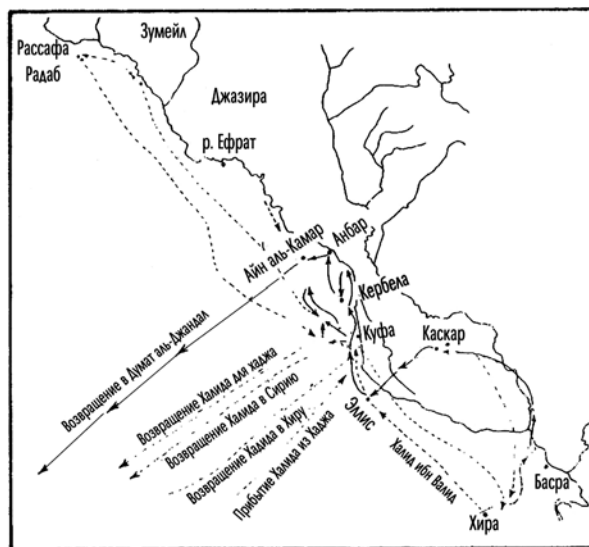 Зумейл
Рассафа
Радаб
Джазира
р. Ефрат
Айн аль-Камар
Анбар
Кербела
Куфа
Каскар
Возвращение в Думат аль-Джандал
Возвращение Халида для хаджа
Возвращение Халида в Сирию
Возвращение Халида в Хиру
Прибытие Халида из Хаджа
Эллис
Халид ибн Валид
Басра
Хира